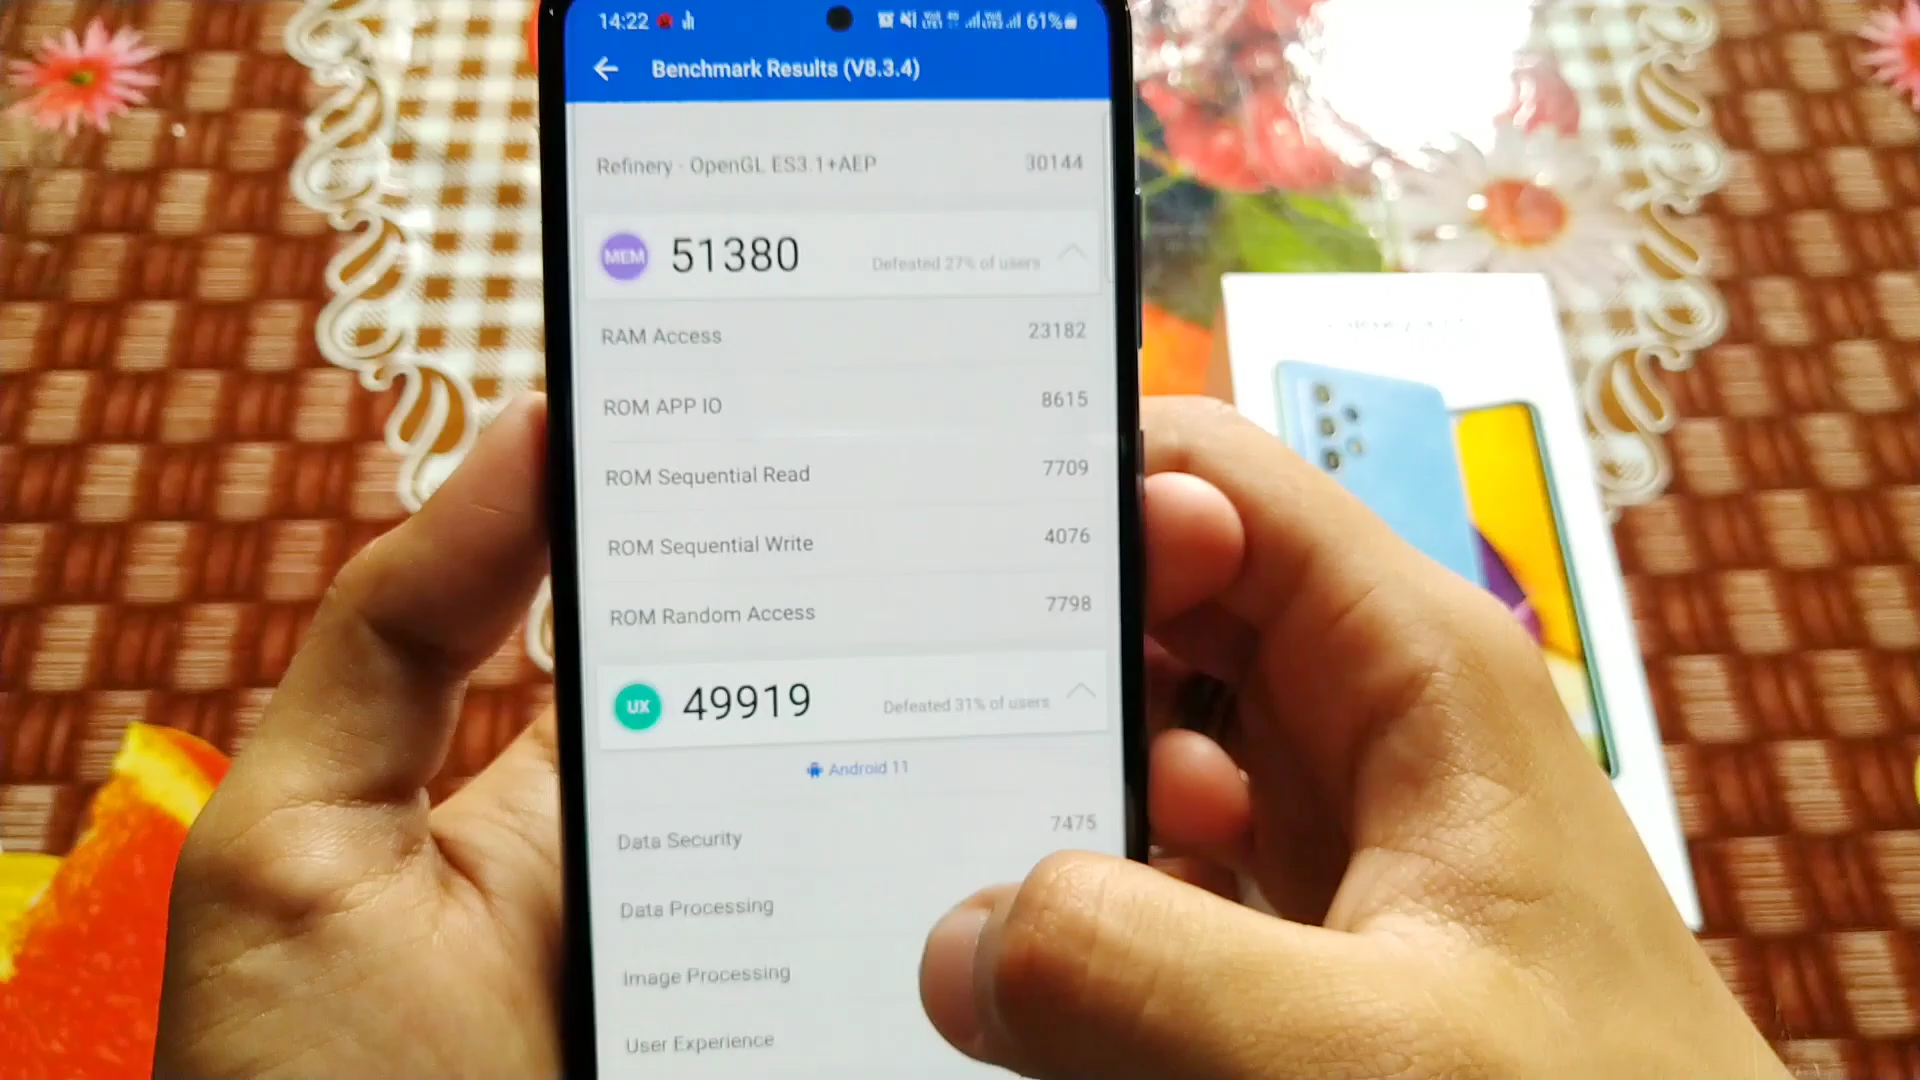 14:22 61%
Benchmark Results (V8.3.4)
Refinery - OpenGL ES3.1+AEP 30144
MEM 51380 Defeated 27% of users
RAM Access 23182
ROM APP IO 8615
ROM Sequential Read 7709
ROM Sequential Write 4076
ROM Random Access 7798
UX 49919 Defeated 31% of users
Android 11
Data Security 7475
Data Processing
Image Processing
User Experience